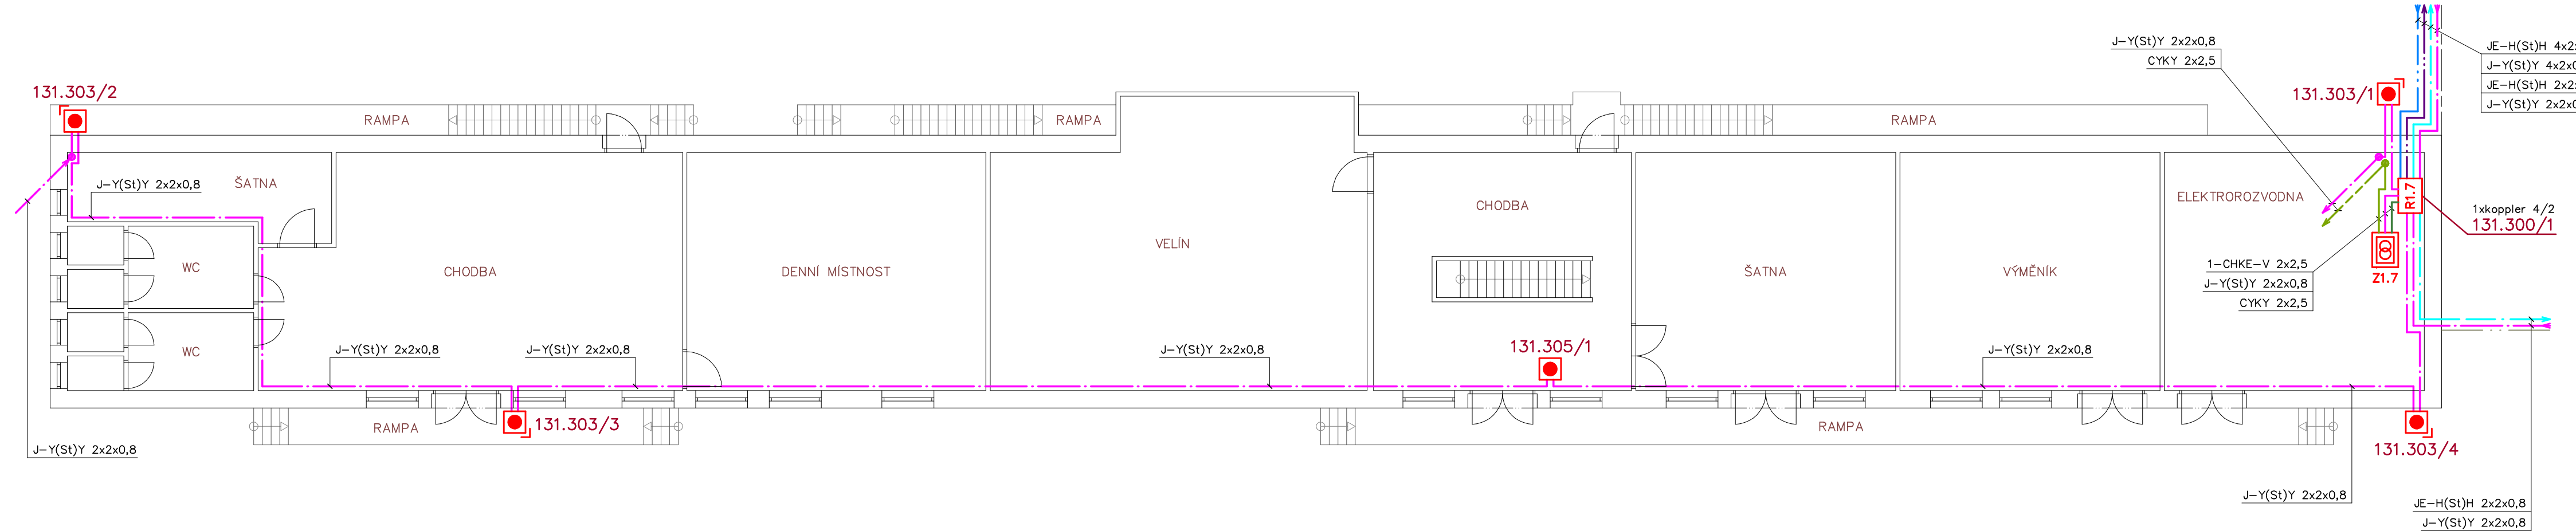 J-Y(St)Y 2x2x0,8
CYKY 2x2,5
JE-H(St)H 4x2
J-Y(St)Y 4x2x0
JE-H(St)H 2x2
J-Y(St)Y 2x2x0
131.303/2
131.303/1
RAMPA
RAMPA
RAMPA
J-Y(St)Y 2x2x0,8
ŠATNA
ELEKTROROZVODNA
R1.7
CHODBA
1xkoppler 4/2
131.300/1
VELÍN
WC
CHODBA
DENNÍ MÍSTNOST
ŠATNA
VÝMĚNÍK
1-CHKE-V 2x2,5
J-Y(St)Y 2x2x0,8
CYKY 2x2,5
Z1.7
WC
J-Y(St)Y 2x2x0,8
J-Y(St)Y 2x2x0,8
J-Y(St)Y 2x2x0,8
131.305/1
J-Y(St)Y 2x2x0,8
RAMPA
131.303/3
RAMPA
131.303/4
J-Y(St)Y 2x2x0,8
J-Y(St)Y 2x2x0,8
JE-H(St)H 2x2x0,8
J-Y(St)Y 2x2x0,8